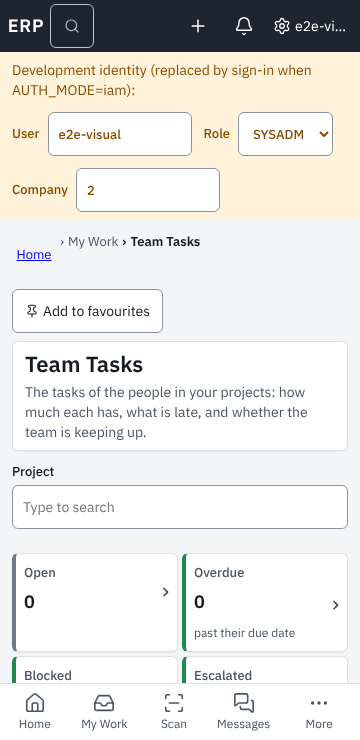 ERP
e2e-vi...
Development identity (replaced by sign-in when
AUTH_MODE=iam):
User e2e-visual Role SYSADM
Company 2
Home › My Work › Team Tasks
Add to favourites
Team Tasks
The tasks of the people in your projects: how
much each has, what is late, and whether the
team is keeping up.
Project
Type to search
Open Overdue
0 0
past their due date
Blocked Escalated
Home My Work Scan Messages More